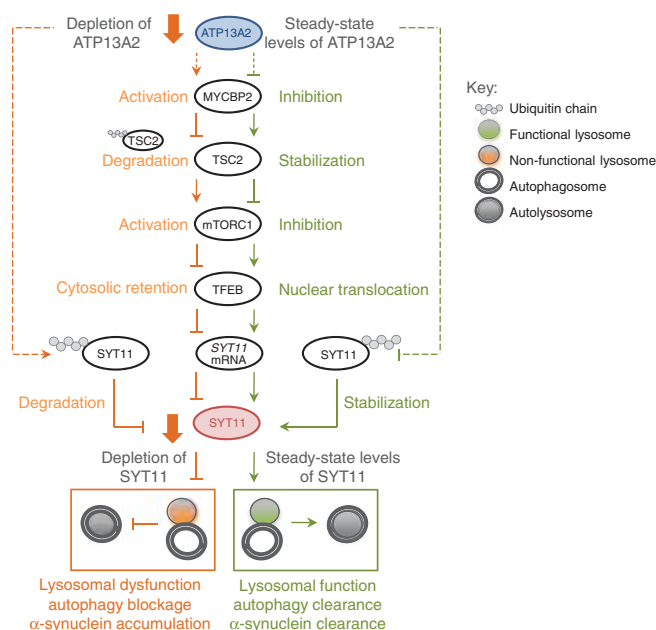 Depletion of
ATP13A2
ATP13A2
Steady-state
levels of ATP13A2
Activation
MYCBP2
Inhibition
TSC2
Degradation
TSC2
Stabilization
Activation
mTORC1
Inhibition
Cytosolic retention
TFEB
Nuclear translocation
SYT11
SYT11
mRNA
SYT11
Degradation
Stabilization
SYT11
Depletion of
SYT11
Steady-state levels
of SYT11
Lysosomal dysfunction
autophagy blockage
α-synuclein accumulation
Lysosomal function
autophagy clearance
α-synuclein clearance
Key:
Ubiquitin chain
Functional lysosome
Non-functional lysosome
Autophagosome
Autolysosome